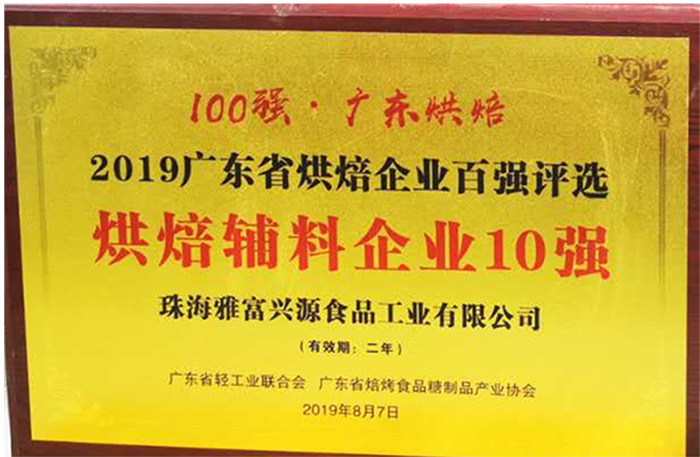 100强·广东烘焙
2019广东省烘焙企业百强评选
烘焙辅料企业10强
珠海雅富兴源食品工业有限公司
（有效期：二年）
广东省轻工业联合会 广东省焙烤食品糖制品产业协会
2019年8月7日